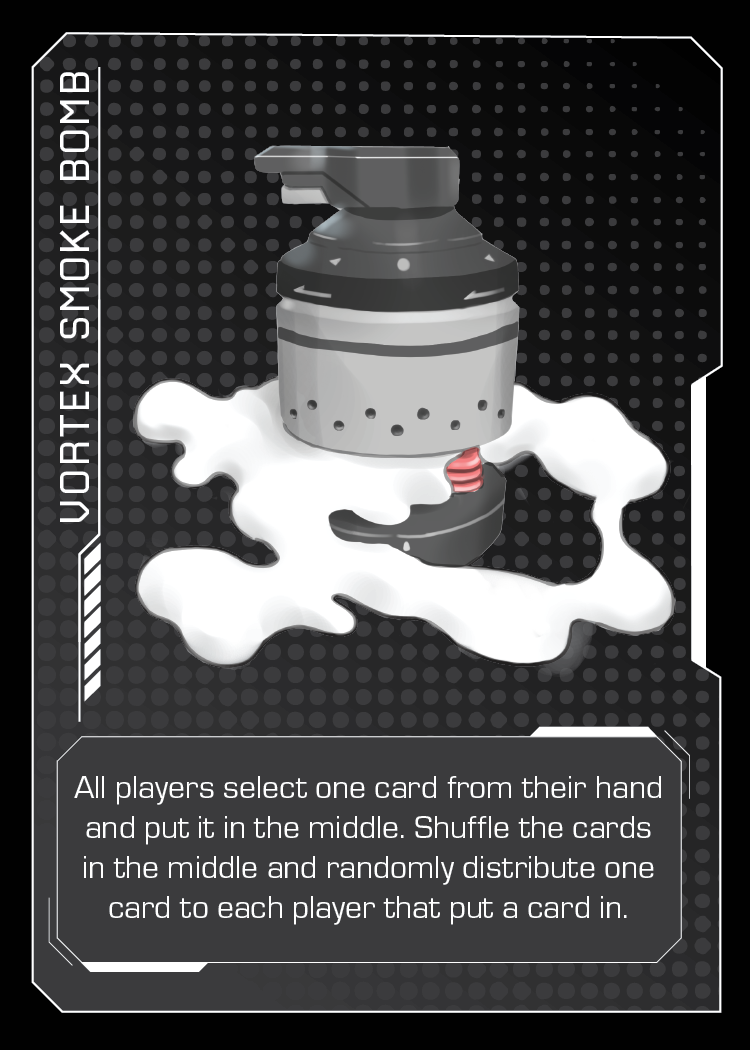 VORTEX SMOKE BOMB
All players select one card from their hand
and put it in the middle. Shuffle the cards
in the middle and randomly distribute one
card to each player that put a card in.